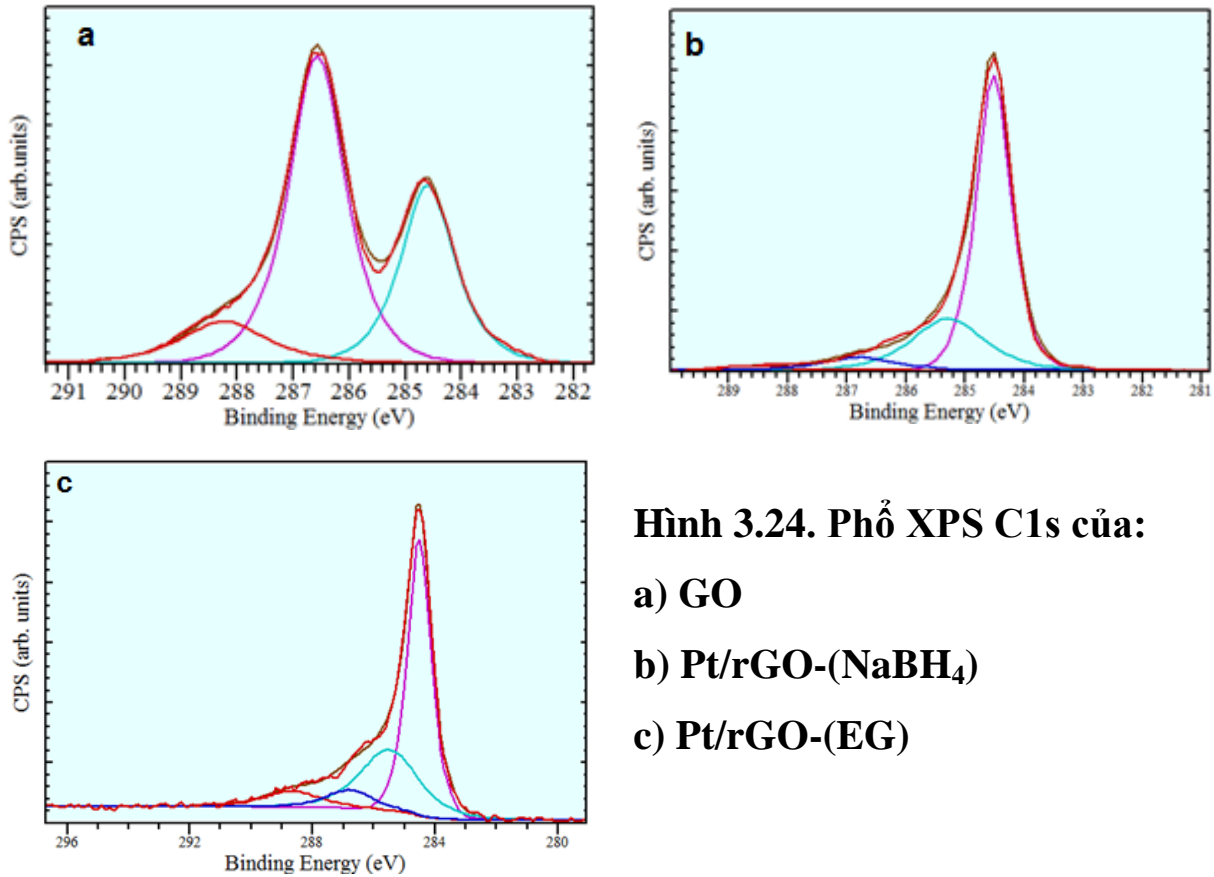 a
CPS (arb.units)
291 290 289 288 287 286 285 284 283 282
Binding Energy (eV)
b
CPS (arb. units)
289 288 287 286 285 284 283 282 281
Binding Energy (eV)
c
CPS (arb. units)
296 292 288 284 280
Binding Energy (eV)
Hình 3.24. Phổ XPS C1s của:
a) GO
b) Pt/rGO-(NaBH₄)
c) Pt/rGO-(EG)